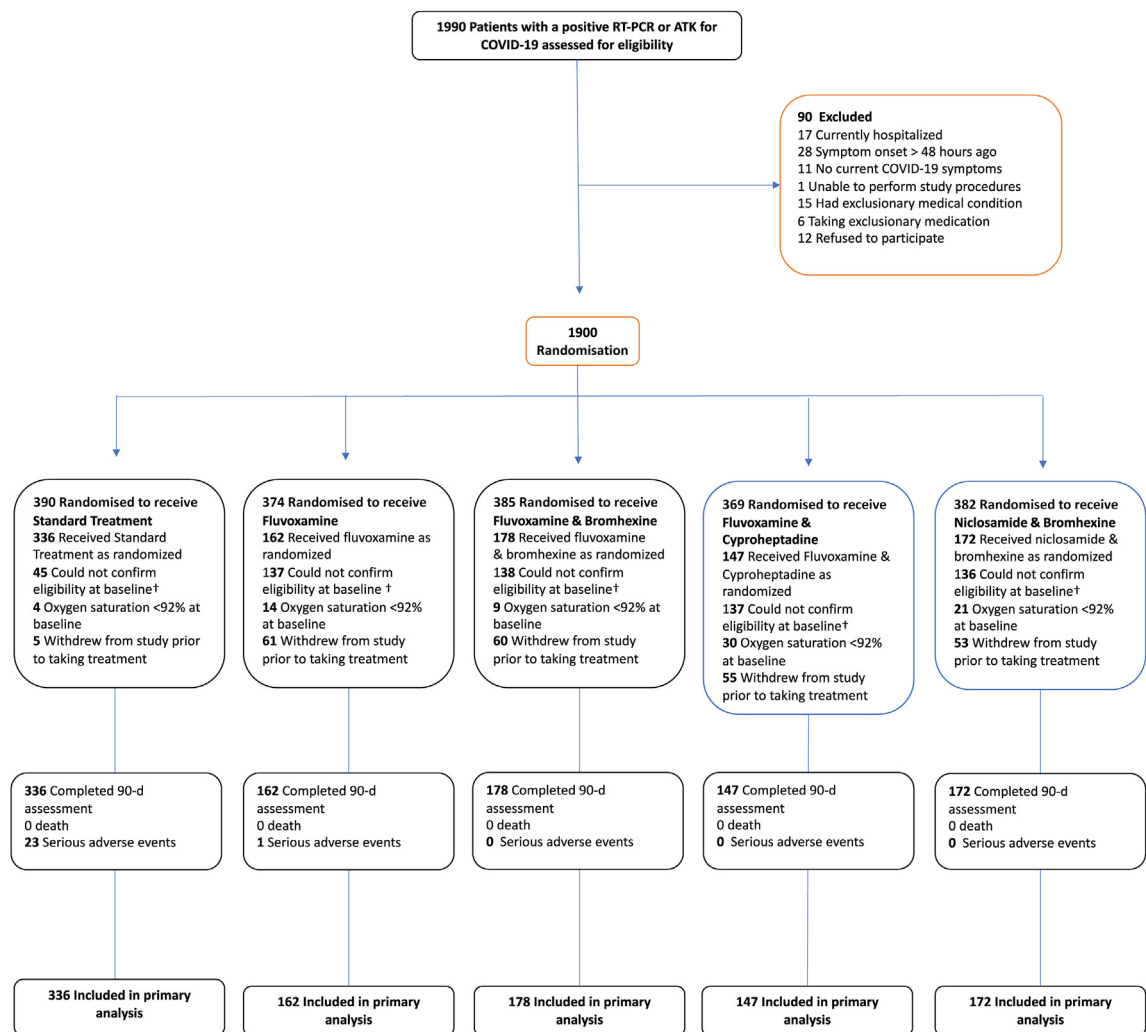 1990 Patients with a positive RT-PCR or ATK for
COVID-19 assessed for eligibility
90 Excluded
17 Currently hospitalized
28 Symptom onset > 48 hours ago
11 No current COVID-19 symptoms
1 Unable to perform study procedures
15 Had exclusionary medical condition
6 Taking exclusionary medication
12 Refused to participate
1900
Randomisation
390 Randomised to receive
Standard Treatment
336 Received Standard
Treatment as randomized
45 Could not confirm
eligibility at baseline†
4 Oxygen saturation <92% at
baseline
5 Withdrew from study prior
to taking treatment
374 Randomised to receive
Fluvoxamine
162 Received fluvoxamine as
randomized
137 Could not confirm
eligibility at baseline †
14 Oxygen saturation <92%
at baseline
61 Withdrew from study
prior to taking treatment
385 Randomised to receive
Fluvoxamine & Bromhexine
178 Received fluvoxamine
& bromhexine as randomized
138 Could not confirm
eligibility at baseline†
9 Oxygen saturation <92% at
baseline
60 Withdrew from study
prior to taking treatment
369 Randomised to receive
Fluvoxamine &
Cyproheptadine
147 Received Fluvoxamine &
Cyproheptadine as
randomized
137 Could not confirm
eligibility at baseline†
30 Oxygen saturation <92%
at baseline
55 Withdrew from study
prior to taking treatment
382 Randomised to receive
Niclosamide & Bromhexine
172 Received niclosamide &
bromhexine as randomized
136 Could not confirm
eligibility at baseline†
21 Oxygen saturation <92%
at baseline
53 Withdrew from study
prior to taking treatment
336 Completed 90-d
assessment
0 death
23 Serious adverse events
162 Completed 90-d
assessment
0 death
1 Serious adverse events
178 Completed 90-d
assessment
0 death
0 Serious adverse events
147 Completed 90-d
assessment
0 death
0 Serious adverse events
172 Completed 90-d
assessment
0 death
0 Serious adverse events
336 Included in primary
analysis
162 Included in primary
analysis
178 Included in primary
analysis
147 Included in primary
analysis
172 Included in primary
analysis